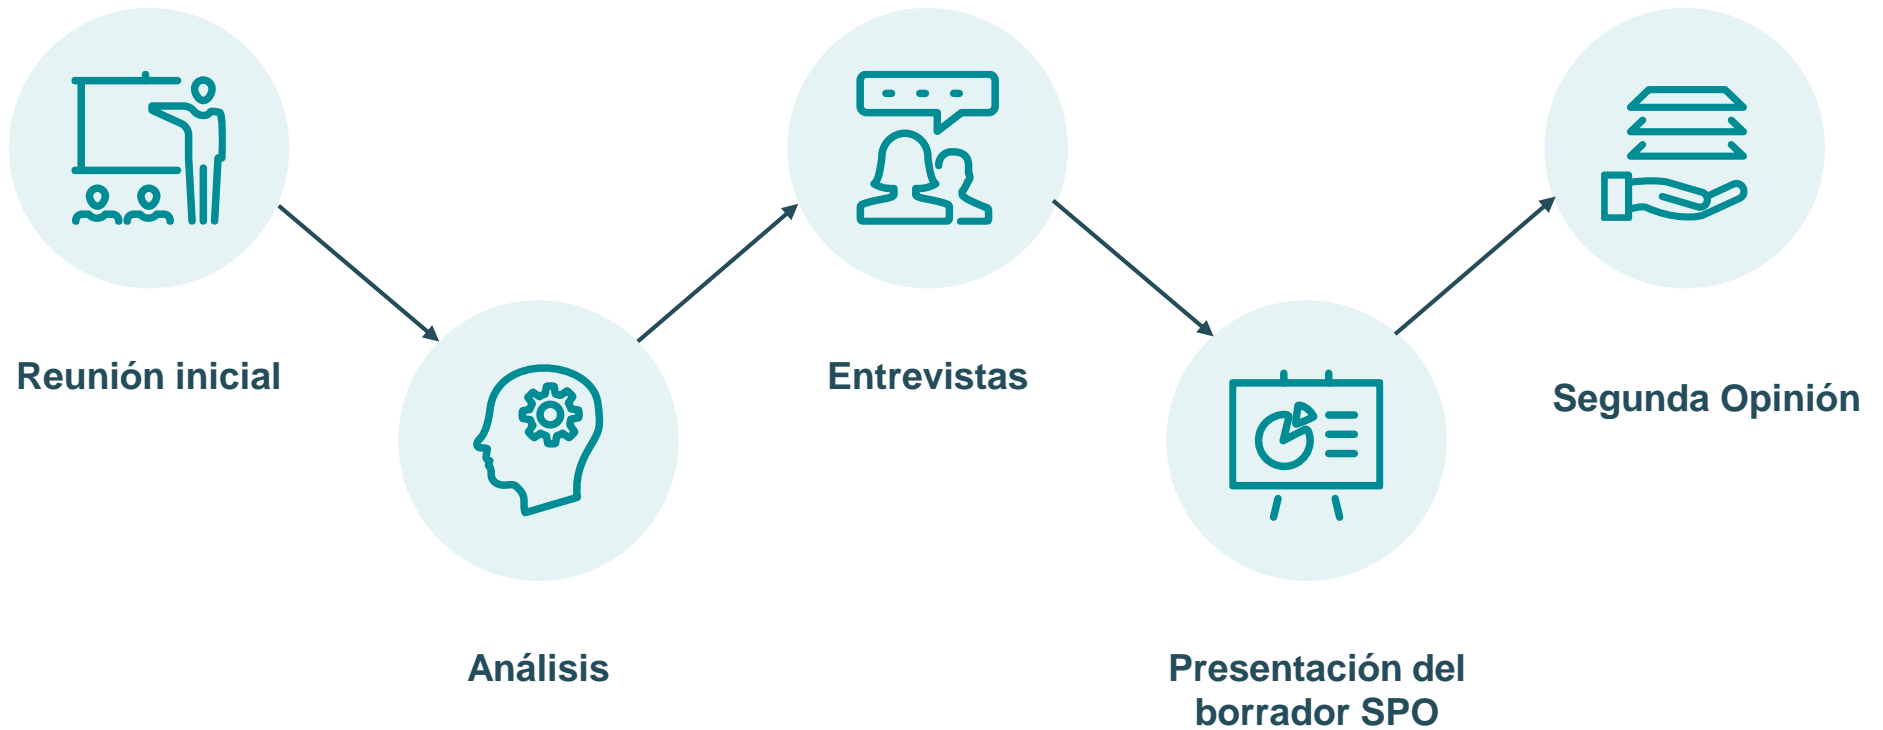 Reunión inicial
Análisis
Entrevistas
Presentación del
borrador SPO
Segunda Opinión